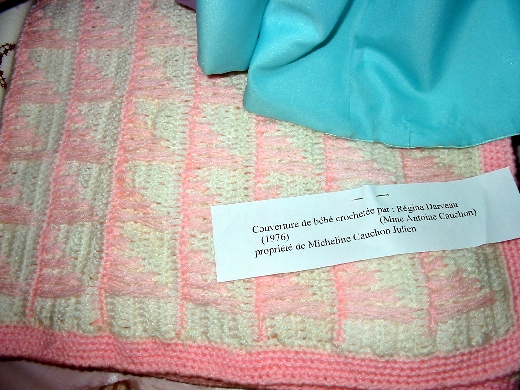 Couverture de bébé crochetée par : Régina Darveau
(1976) (Mme Antoine Cauchon)
propriété de Micheline Cauchon Julien